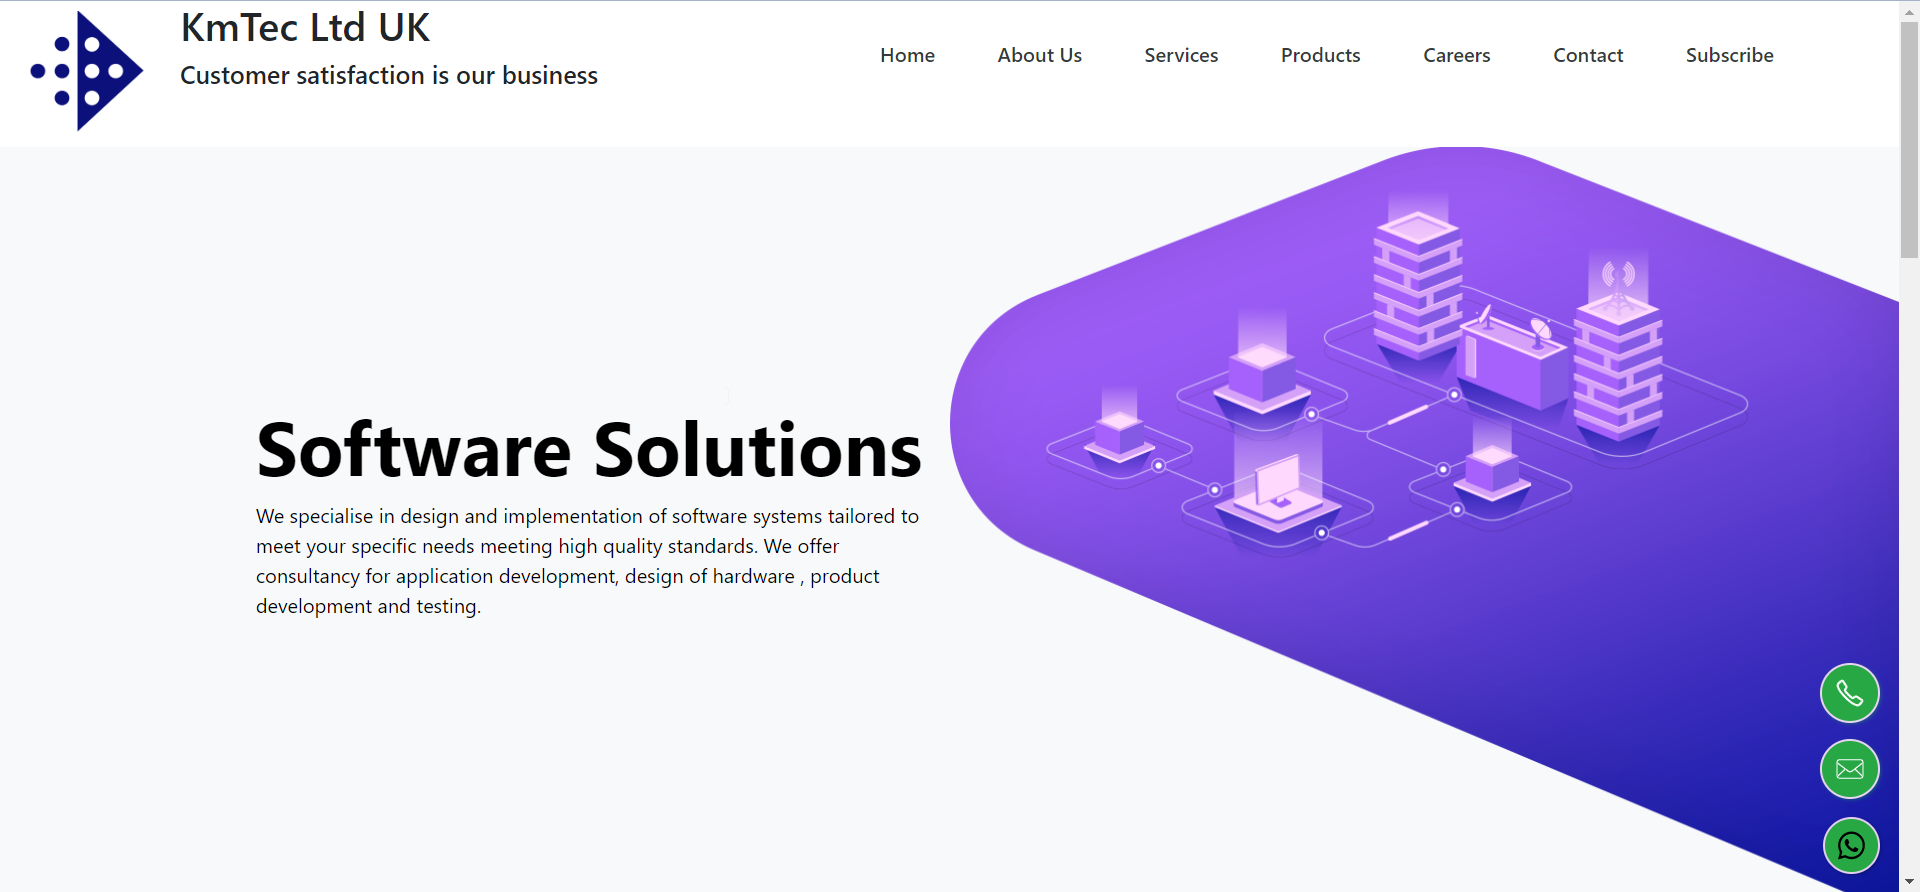 KmTec Ltd UK
Customer satisfaction is our business
Home About Us Services Products Careers Contact Subscribe
Software Solutions
We specialise in design and implementation of software systems tailored to
meet your specific needs meeting high quality standards. We offer
consultancy for application development, design of hardware , product
development and testing.